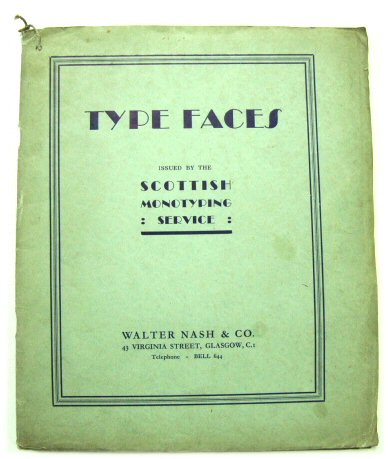 TYPE FACES
ISSUED BY THE
SCOTTISH
MONOTYPING
: SERVICE :
WALTER NASH & CO.
43 VIRGINIA STREET, GLASGOW, C.1
Telephone - BELL 644